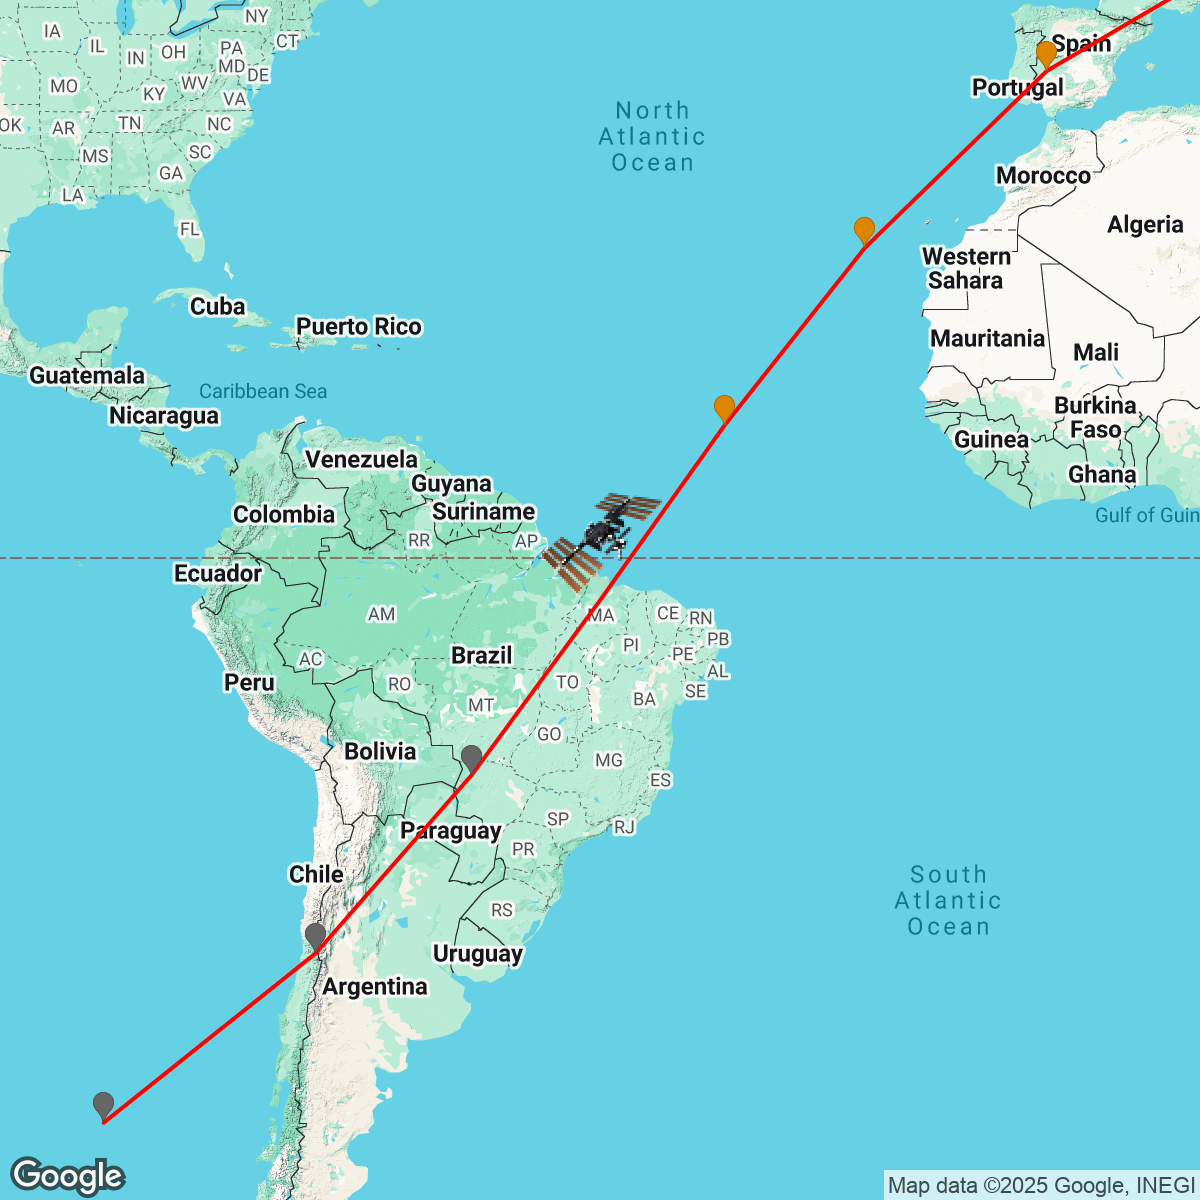 NY
IA
IL
IN
OH
PA
CT
Spain
MD
DE
MO
KY
WV
VA
Portugal
North
Atlantic
Ocean
OK
AR
TN
NC
MS
SC
GA
Morocco
LA
FL
Algeria
Western
Sahara
Cuba
Puerto Rico
Mauritania
Mali
Guatemala
Caribbean Sea
Nicaragua
Burkina
Faso
Guinea
Ghana
Venezuela
Guyana
Suriname
Colombia
Gulf of Guin
RR
AP
Ecuador
AM
MA
CE
RN
PB
PI
PE
AL
Brazil
AC
TO
SE
Peru
RO
MT
BA
GO
Bolivia
MG
ES
Paraguay
SP
RJ
PR
Chile
South
Atlantic
Ocean
RS
Uruguay
Argentina
Google
Map data ©2025 Google, INEGI